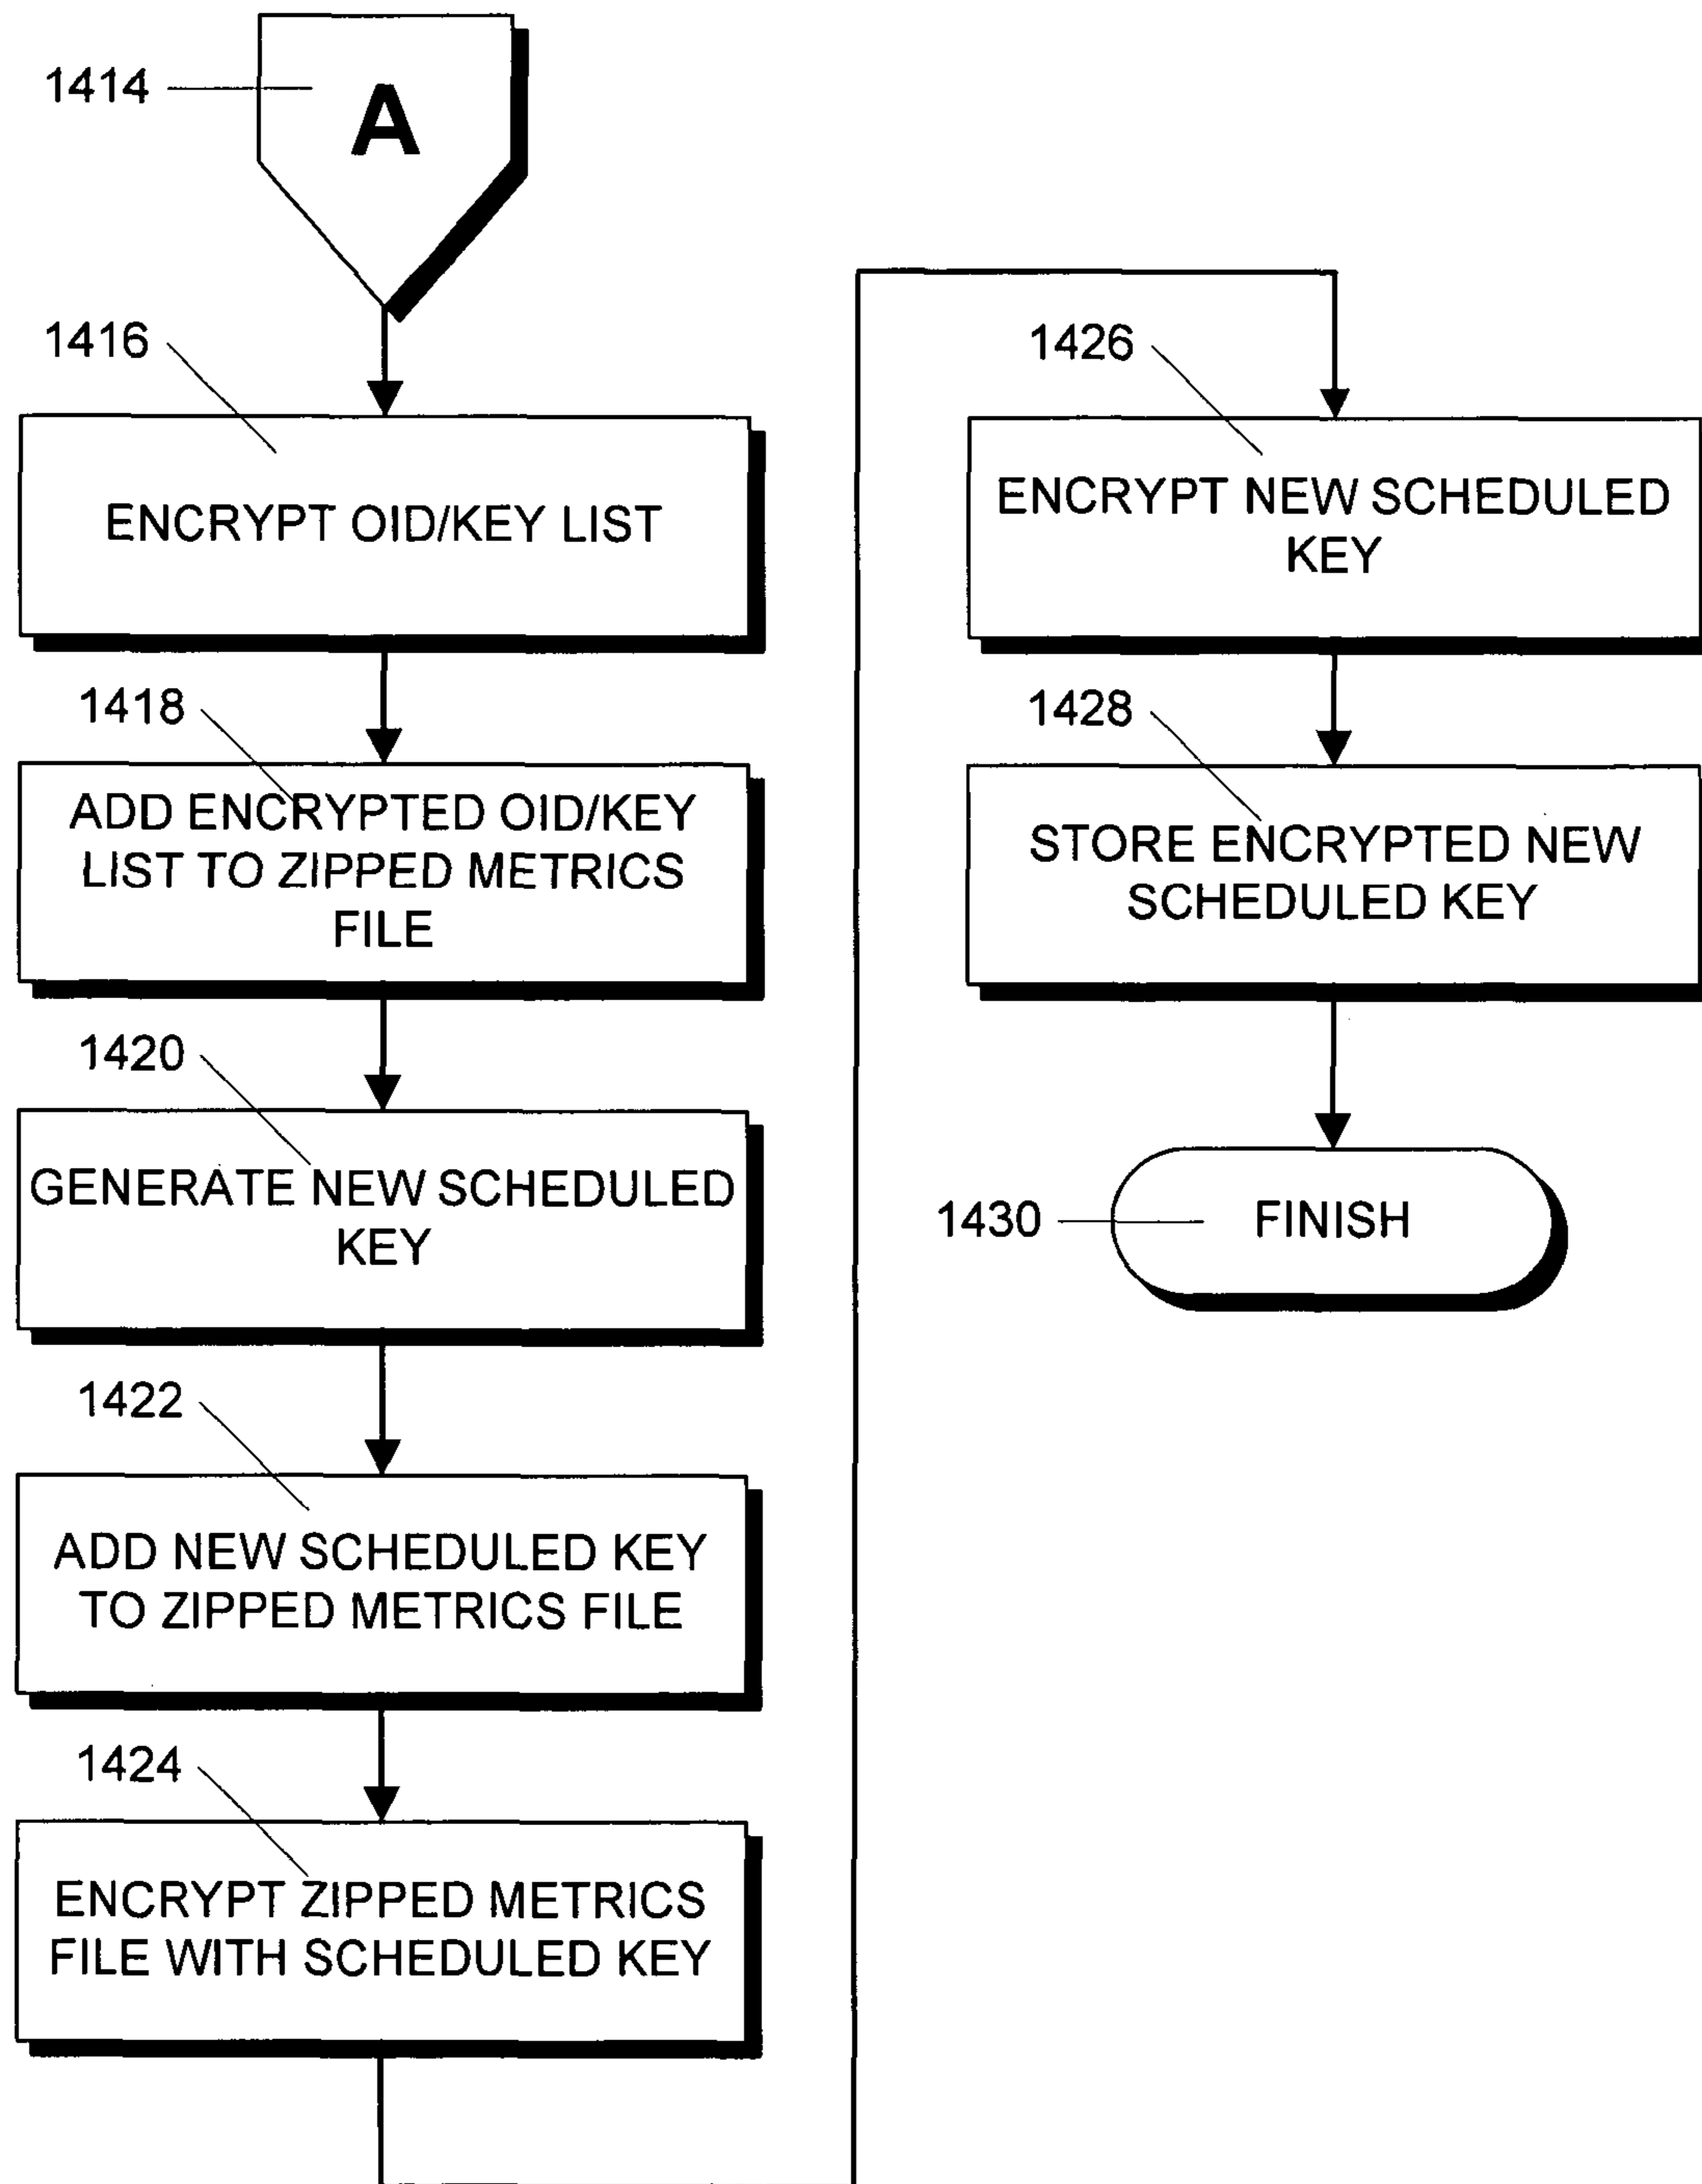 1414
A
1416
ENCRYPT OID/KEY LIST
1418
ADD ENCRYPTED OID/KEY
LIST TO ZIPPED METRICS
FILE
1420
GENERATE NEW SCHEDULED
KEY
1422
ADD NEW SCHEDULED KEY
TO ZIPPED METRICS FILE
1424
ENCRYPT ZIPPED METRICS
FILE WITH SCHEDULED KEY
1426
ENCRYPT NEW SCHEDULED
KEY
1428
STORE ENCRYPTED NEW
SCHEDULED KEY
1430
FINISH